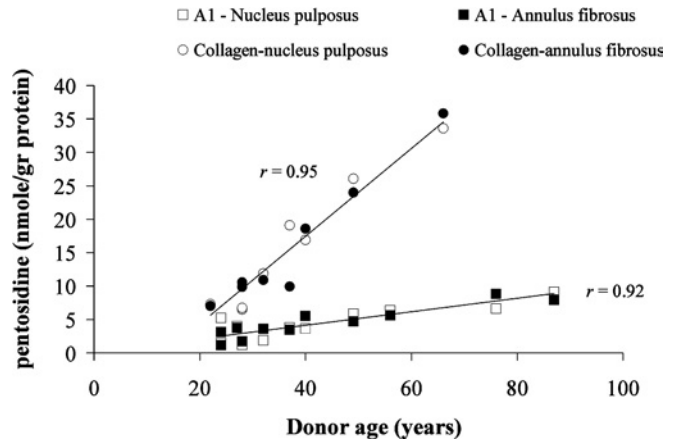 A1 - Nucleus pulposus
A1 - Annulus fibrosus
Collagen-nucleus pulposus
Collagen-annulus fibrosus
40
35
30
25
20
15
10
5
0
pentosidine (nmole/gr protein)
r = 0.95
r = 0.92
0 20 40 60 80 100
Donor age (years)